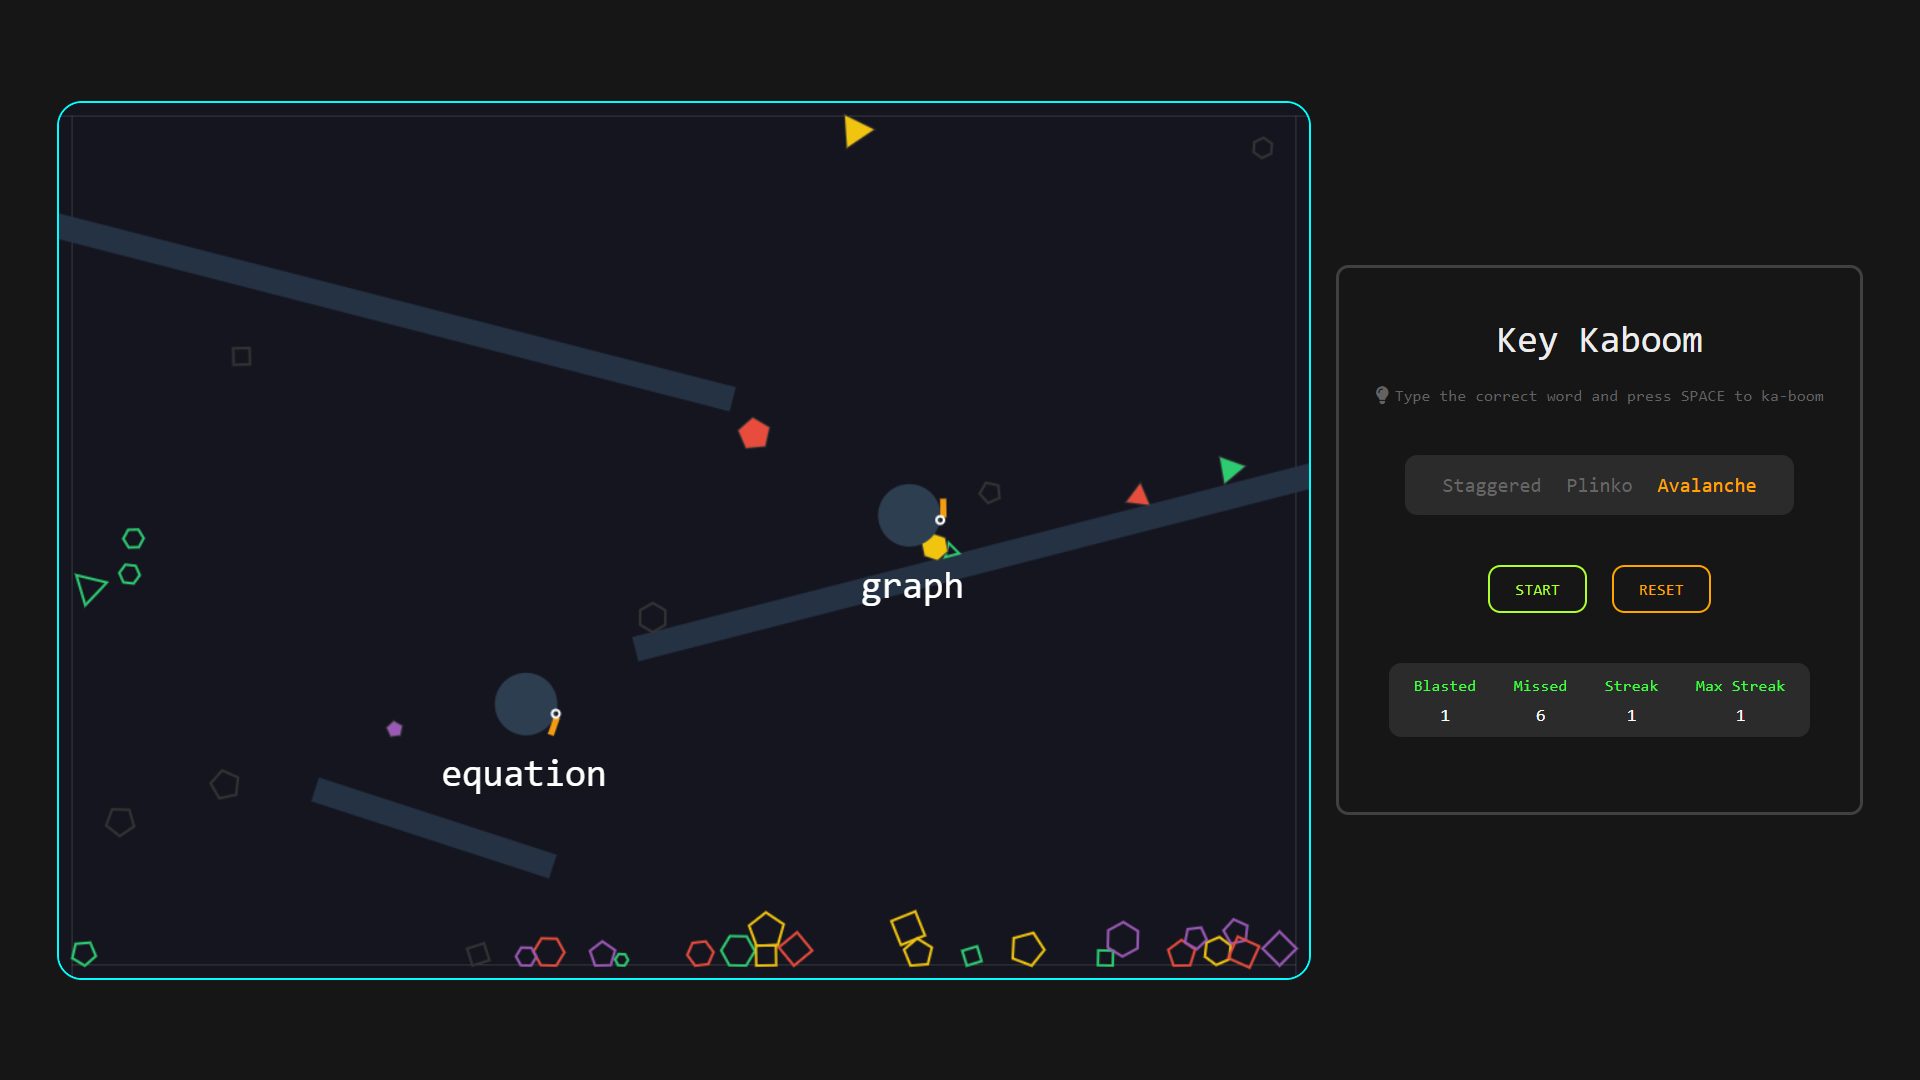 graph
equation
Key Kaboom
Type the correct word and press SPACE to ka-boom
Staggered Plinko Avalanche
START RESET
Blasted Missed Streak Max Streak
1 6 1 1